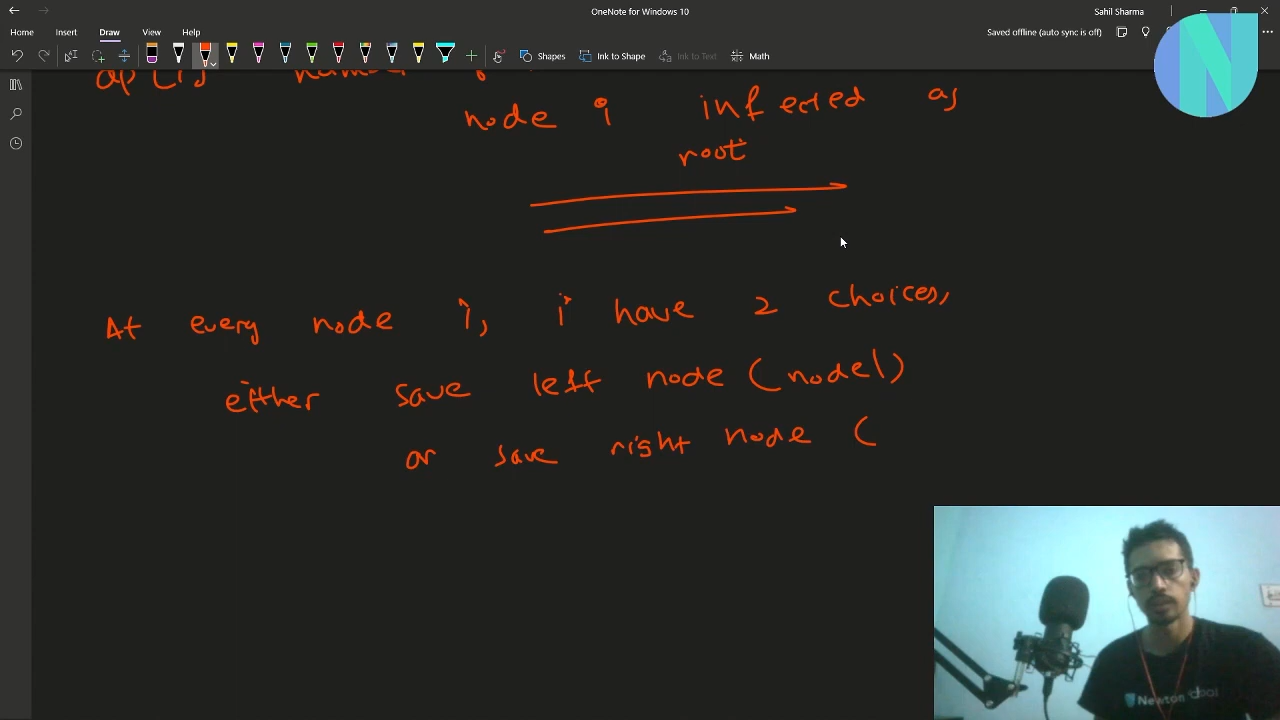 OneNote for Windows 10
Sahil Sharma
Home Insert Draw View Help
Saved offline (auto sync is off)
Shapes Ink to Shape Ink to Text Math
node i infected as
root
At every node i, i have 2 choices,
either save left node (node1)
or save right node (
Newton